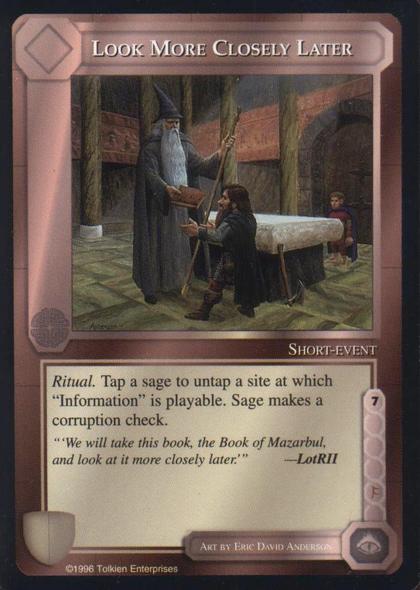 LOOK MORE CLOSELY LATER
ANDERSON
SHORT-EVENT
Ritual. Tap a sage to untap a site at which
“Information” is playable. Sage makes a
corruption check.
“‘We will take this book, the Book of Mazarbul,
and look at it more closely later.’” —LotRII
7
F
ART BY ERIC DAVID ANDERSON
©1996 Tolkien Enterprises